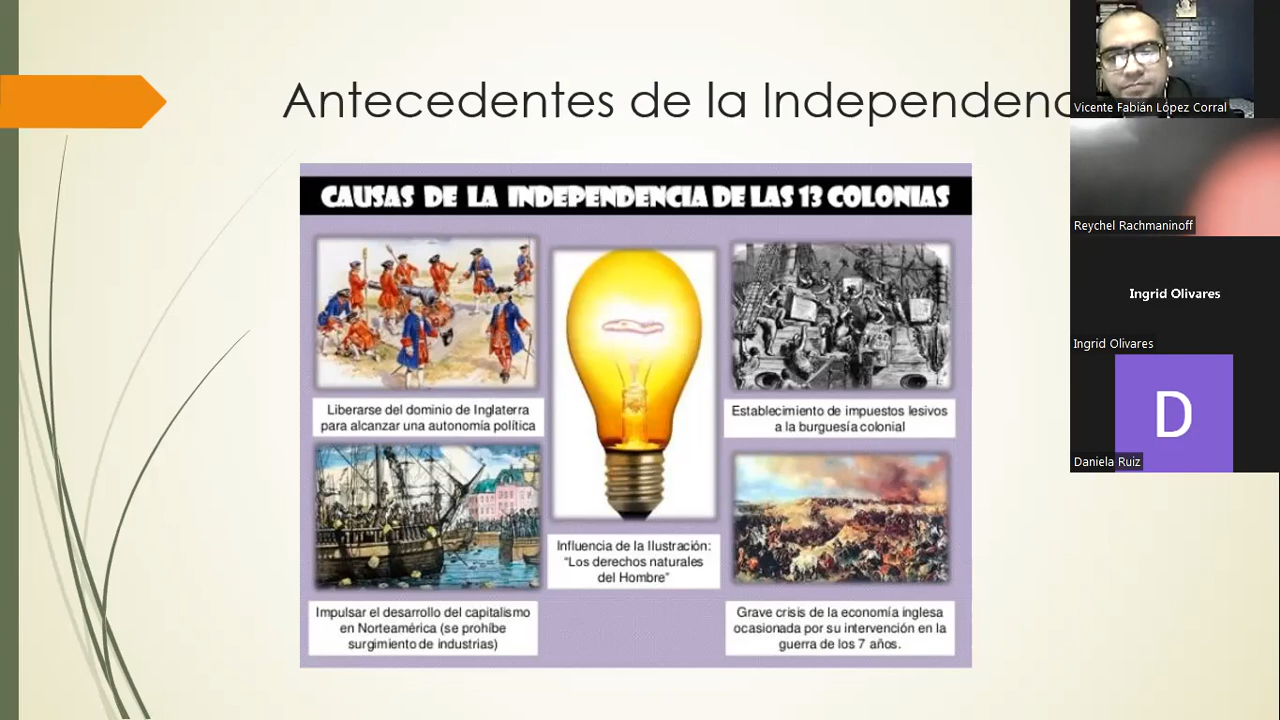 Antecedentes de la Independenc
CAUSAS DE LA INDEPENDENCIA DE LAS 13 COLONIAS
Liberarse del dominio de Inglaterra
para alcanzar una autonomía política
Establecimiento de impuestos lesivos
a la burguesía colonial
Influencia de la Ilustración:
“Los derechos naturales
del Hombre”
Impulsar el desarrollo del capitalismo
en Norteamérica (se prohíbe
surgimiento de industrias)
Grave crisis de la economía inglesa
ocasionada por su intervención en la
guerra de los 7 años.
Vicente Fabián López Corral
Reychel Rachmaninoff
Ingrid Olivares
Ingrid Olivares
D
Daniela Ruiz